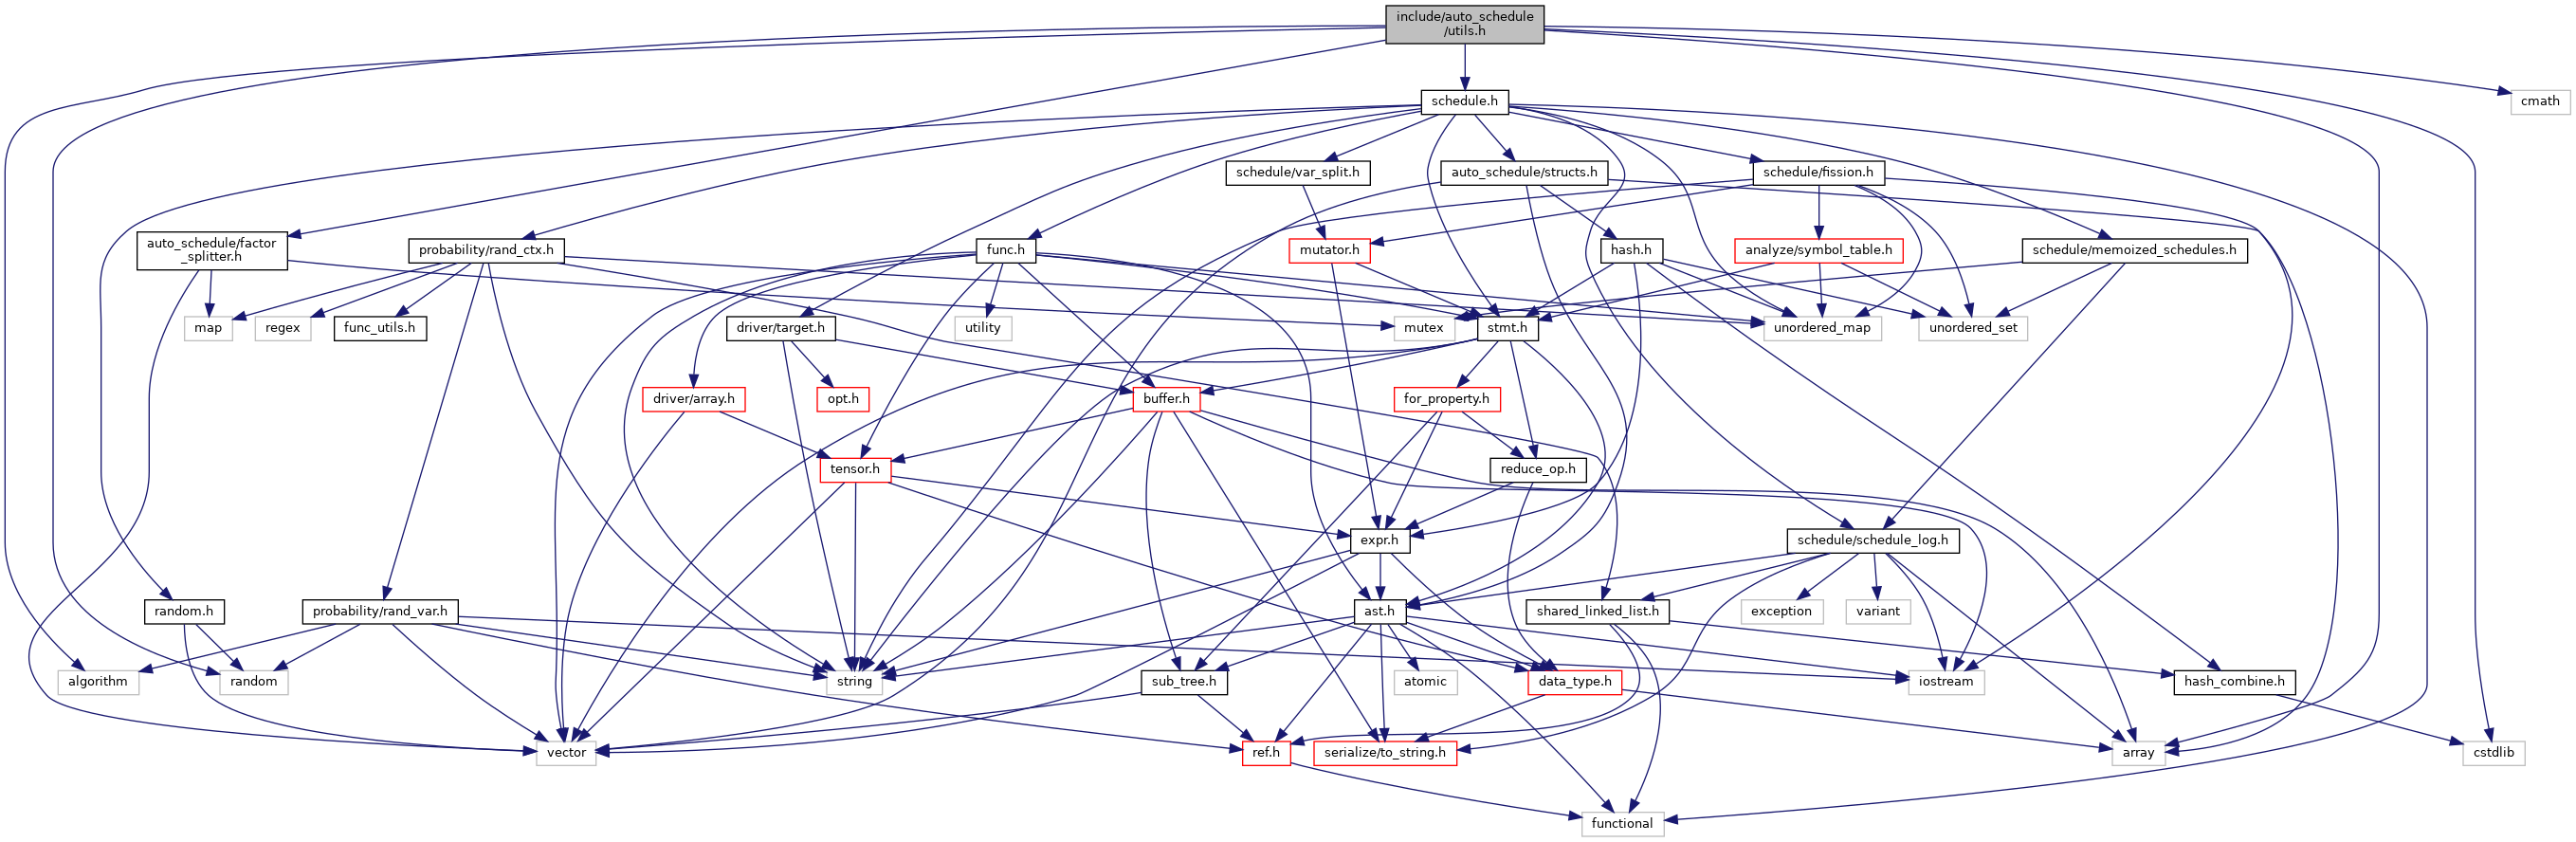 include/auto_schedule
/utils.h
schedule.h
cmath
schedule/var_split.h
auto_schedule/structs.h
schedule/fission.h
auto_schedule/factor
_splitter.h
probability/rand_ctx.h
func.h
mutator.h
hash.h
analyze/symbol_table.h
schedule/memoized_schedules.h
map
regex
func_utils.h
driver/target.h
utility
mutex
stmt.h
unordered_map
unordered_set
driver/array.h
opt.h
buffer.h
for_property.h
tensor.h
reduce_op.h
expr.h
schedule/schedule_log.h
random.h
probability/rand_var.h
ast.h
shared_linked_list.h
exception
variant
algorithm
random
string
sub_tree.h
atomic
data_type.h
iostream
hash_combine.h
vector
ref.h
serialize/to_string.h
array
cstdlib
functional